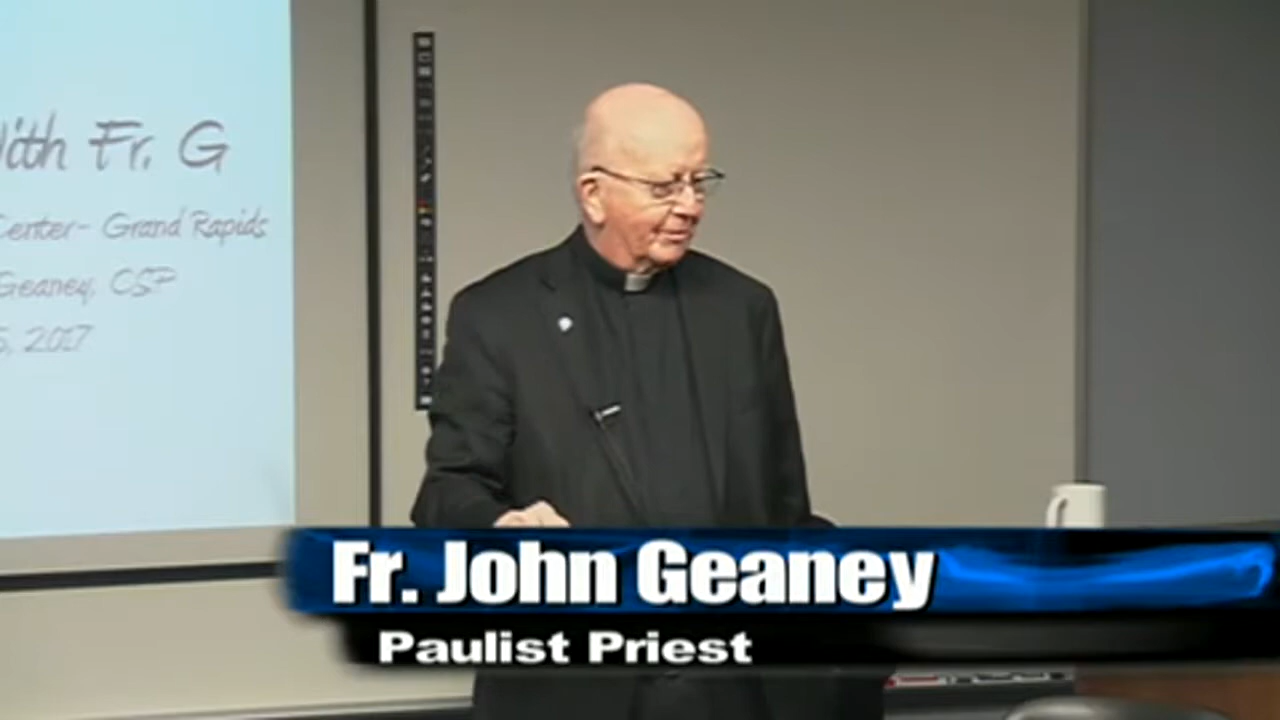 With Fr. G
Center- Grand Rapids
Geaney, CSP
5, 2017
Fr. John Geaney
Paulist Priest